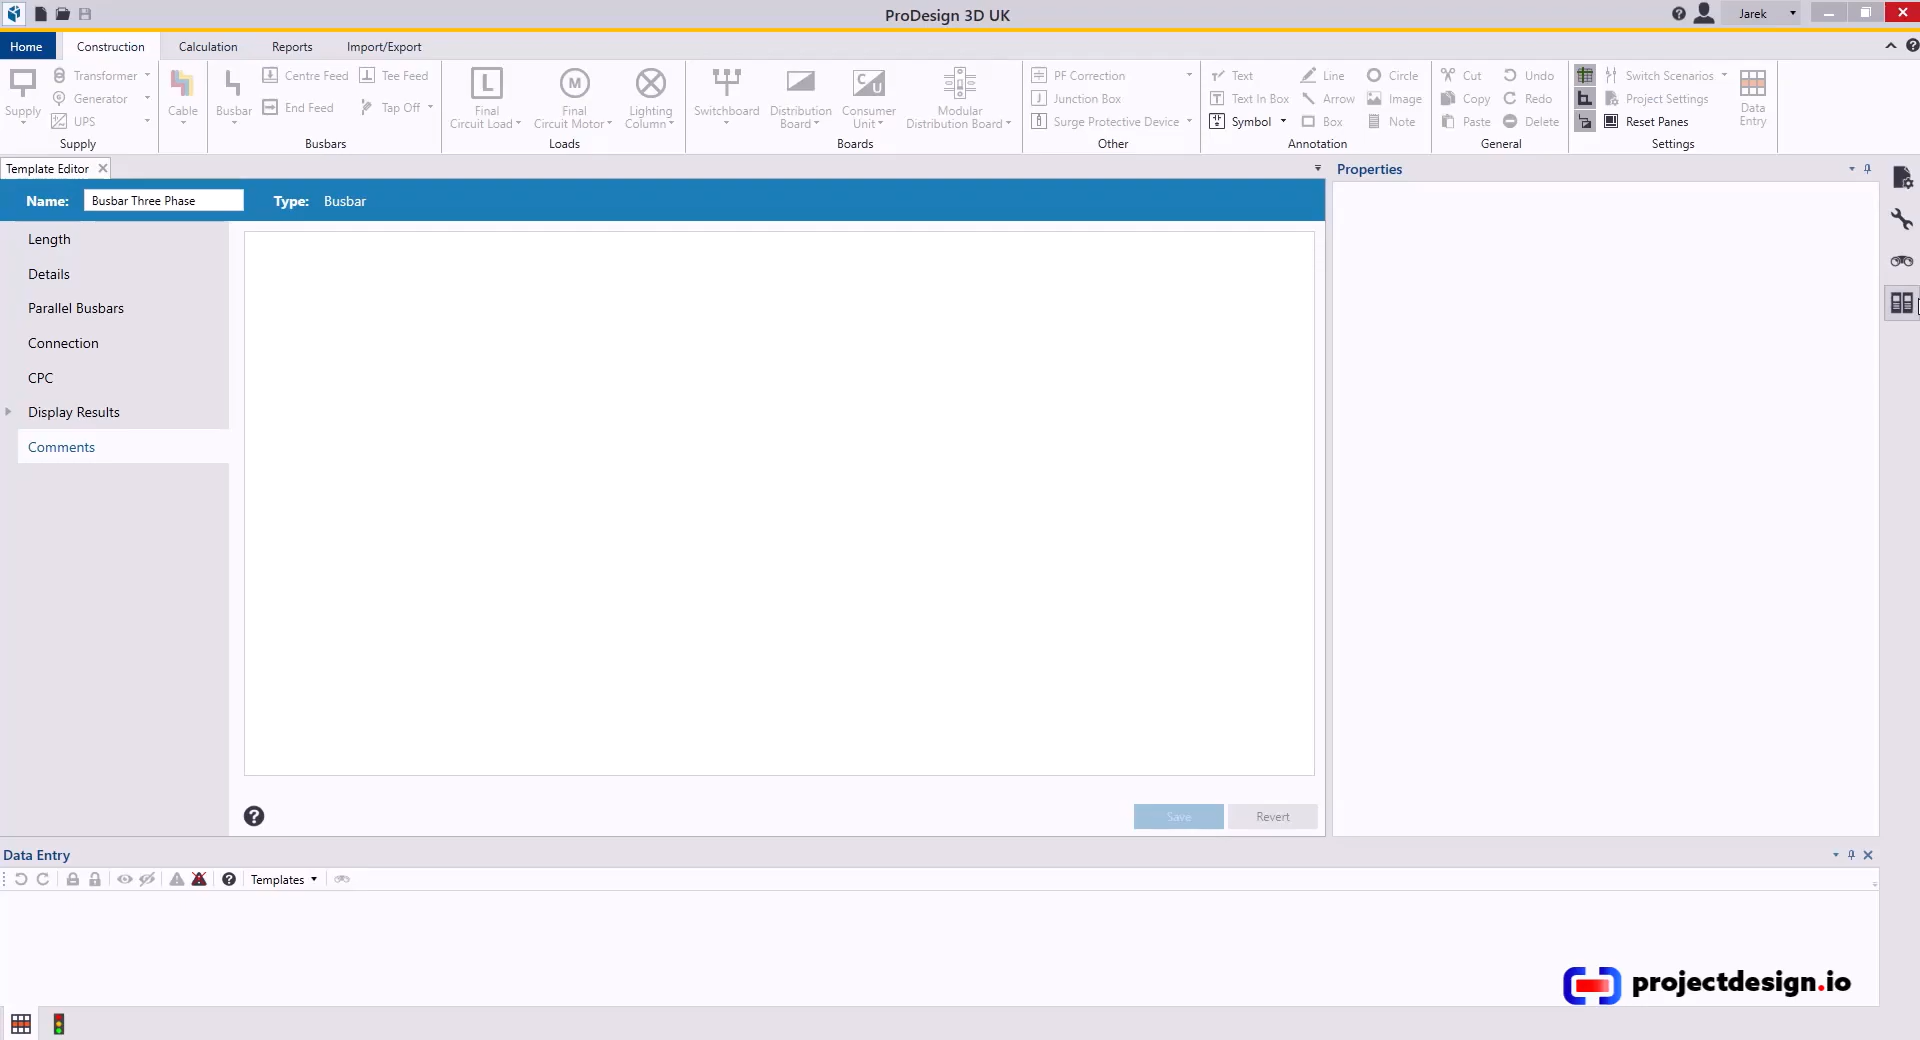 ProDesign 3D UK
Jarek
Home
Construction
Calculation
Reports
Import/Export
Supply
Transformer
Generator
UPS
Supply
Cable
Busbar
Centre Feed
Tee Feed
End Feed
Tap Off
Busbars
L
Final
Circuit Load
M
Final
Circuit Motor
Lighting
Column
Loads
Switchboard
Distribution
Board
C U
Consumer
Unit
Modular
Distribution Board
Boards
PF Correction
J Junction Box
Surge Protective Device
Other
Text
Line
Circle
Text In Box
Arrow
Image
Symbol
Box
Note
Annotation
Cut
Undo
Copy
Redo
Paste
Delete
General
Switch Scenarios
Project Settings
Reset Panes
Data
Entry
Settings
Template Editor
Properties
Name: Busbar Three Phase Type: Busbar
Length
Details
Parallel Busbars
Connection
CPC
Display Results
Comments
Save
Revert
Data Entry
Templates
projectdesign.io